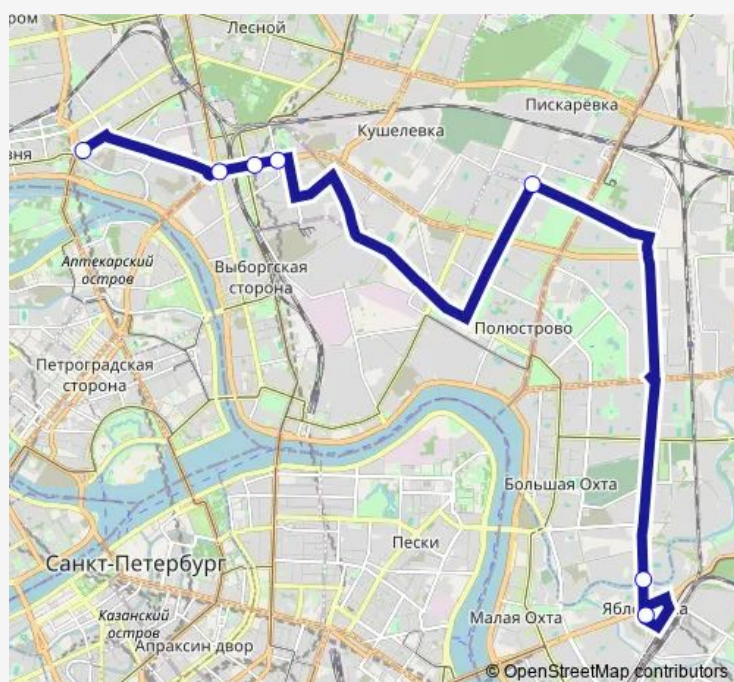 ром
Лесной
Пискарёвка
Кушелевка
вня
Аптекарский
остров
Выборгская
сторона
Полюстрово
Петроградская
сторона
Большая Охта
Пески
Санкт-Петербург
Казанский
остров
Малая Охта
Апраксин двор
© OpenStreetMap contributors